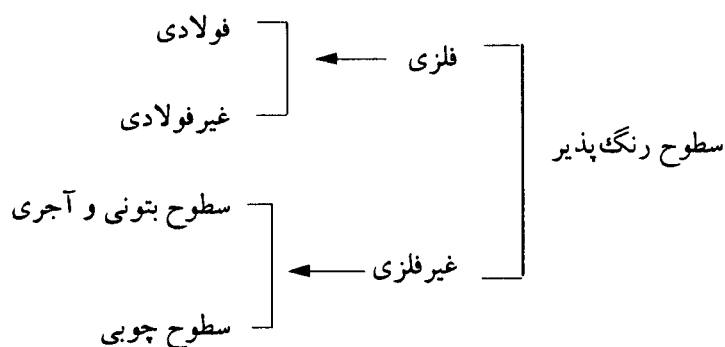 سطوح رنگ‌پذیر
فلزی
فولادی
غیرفولادی
غیرفلزی
سطوح بتونی و آجری
سطوح چوبی